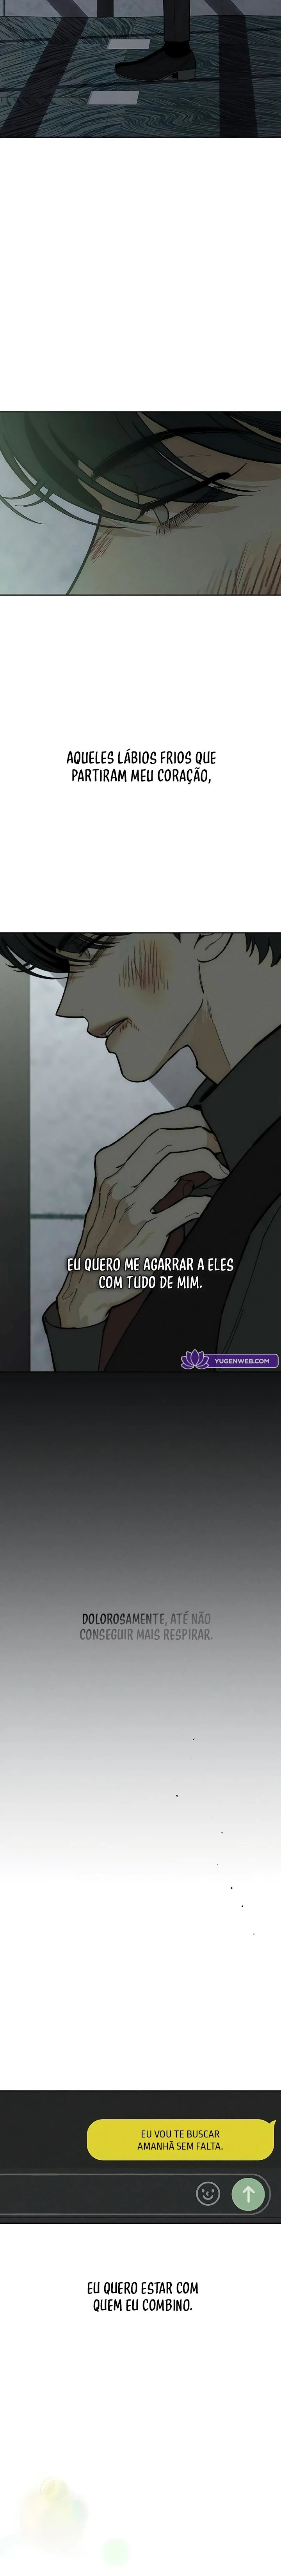 AQUELES LÁBIOS FRIOS QUE
PARTIRAM MEU CORAÇÃO,
EU QUERO ME AGARRAR A ELES
COM TUDO DE MIM.
YUGENWEB.COM
DOLOROSAMENTE, ATÉ NÃO
CONSEGUIR MAIS RESPIRAR.
EU VOU TE BUSCAR
AMANHÃ SEM FALTA.
EU QUERO ESTAR COM
QUEM EU COMBINO.